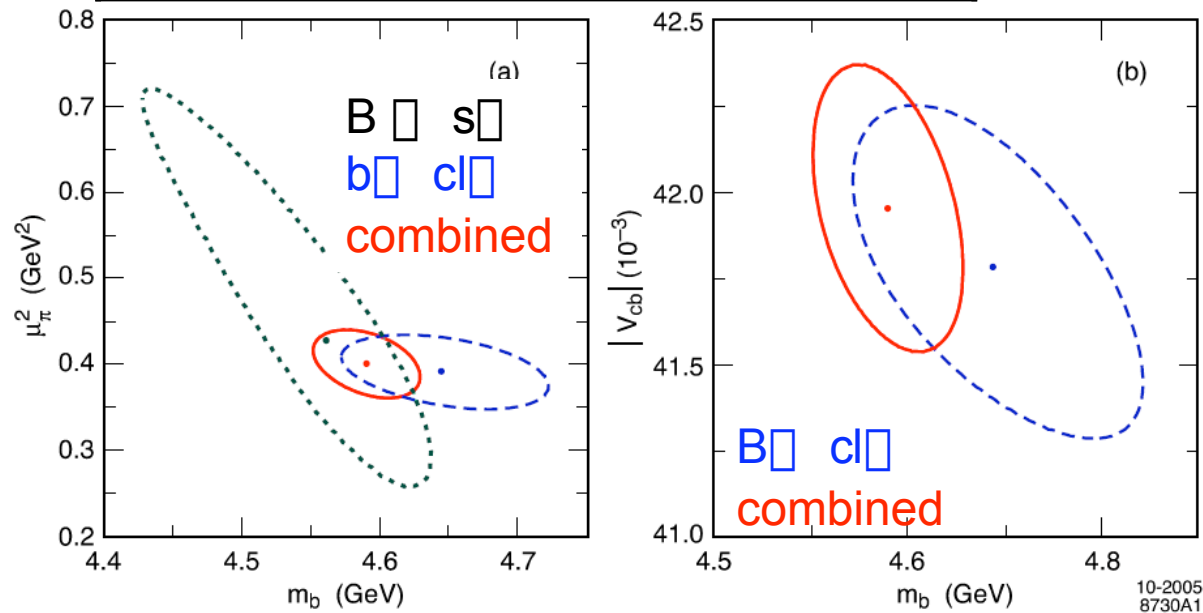 0.8
0.7
0.6
0.5
0.4
0.3
0.2
μπ² (GeV²)
(a)
B □ s□
b□ cl□
combined
4.4 4.5 4.6 4.7
m_b (GeV)
42.5
42.0
41.5
41.0
|V_cb| (10⁻³)
(b)
B□ cl□
combined
4.5 4.6 4.8
m_b (GeV)
10-2005
8730A1